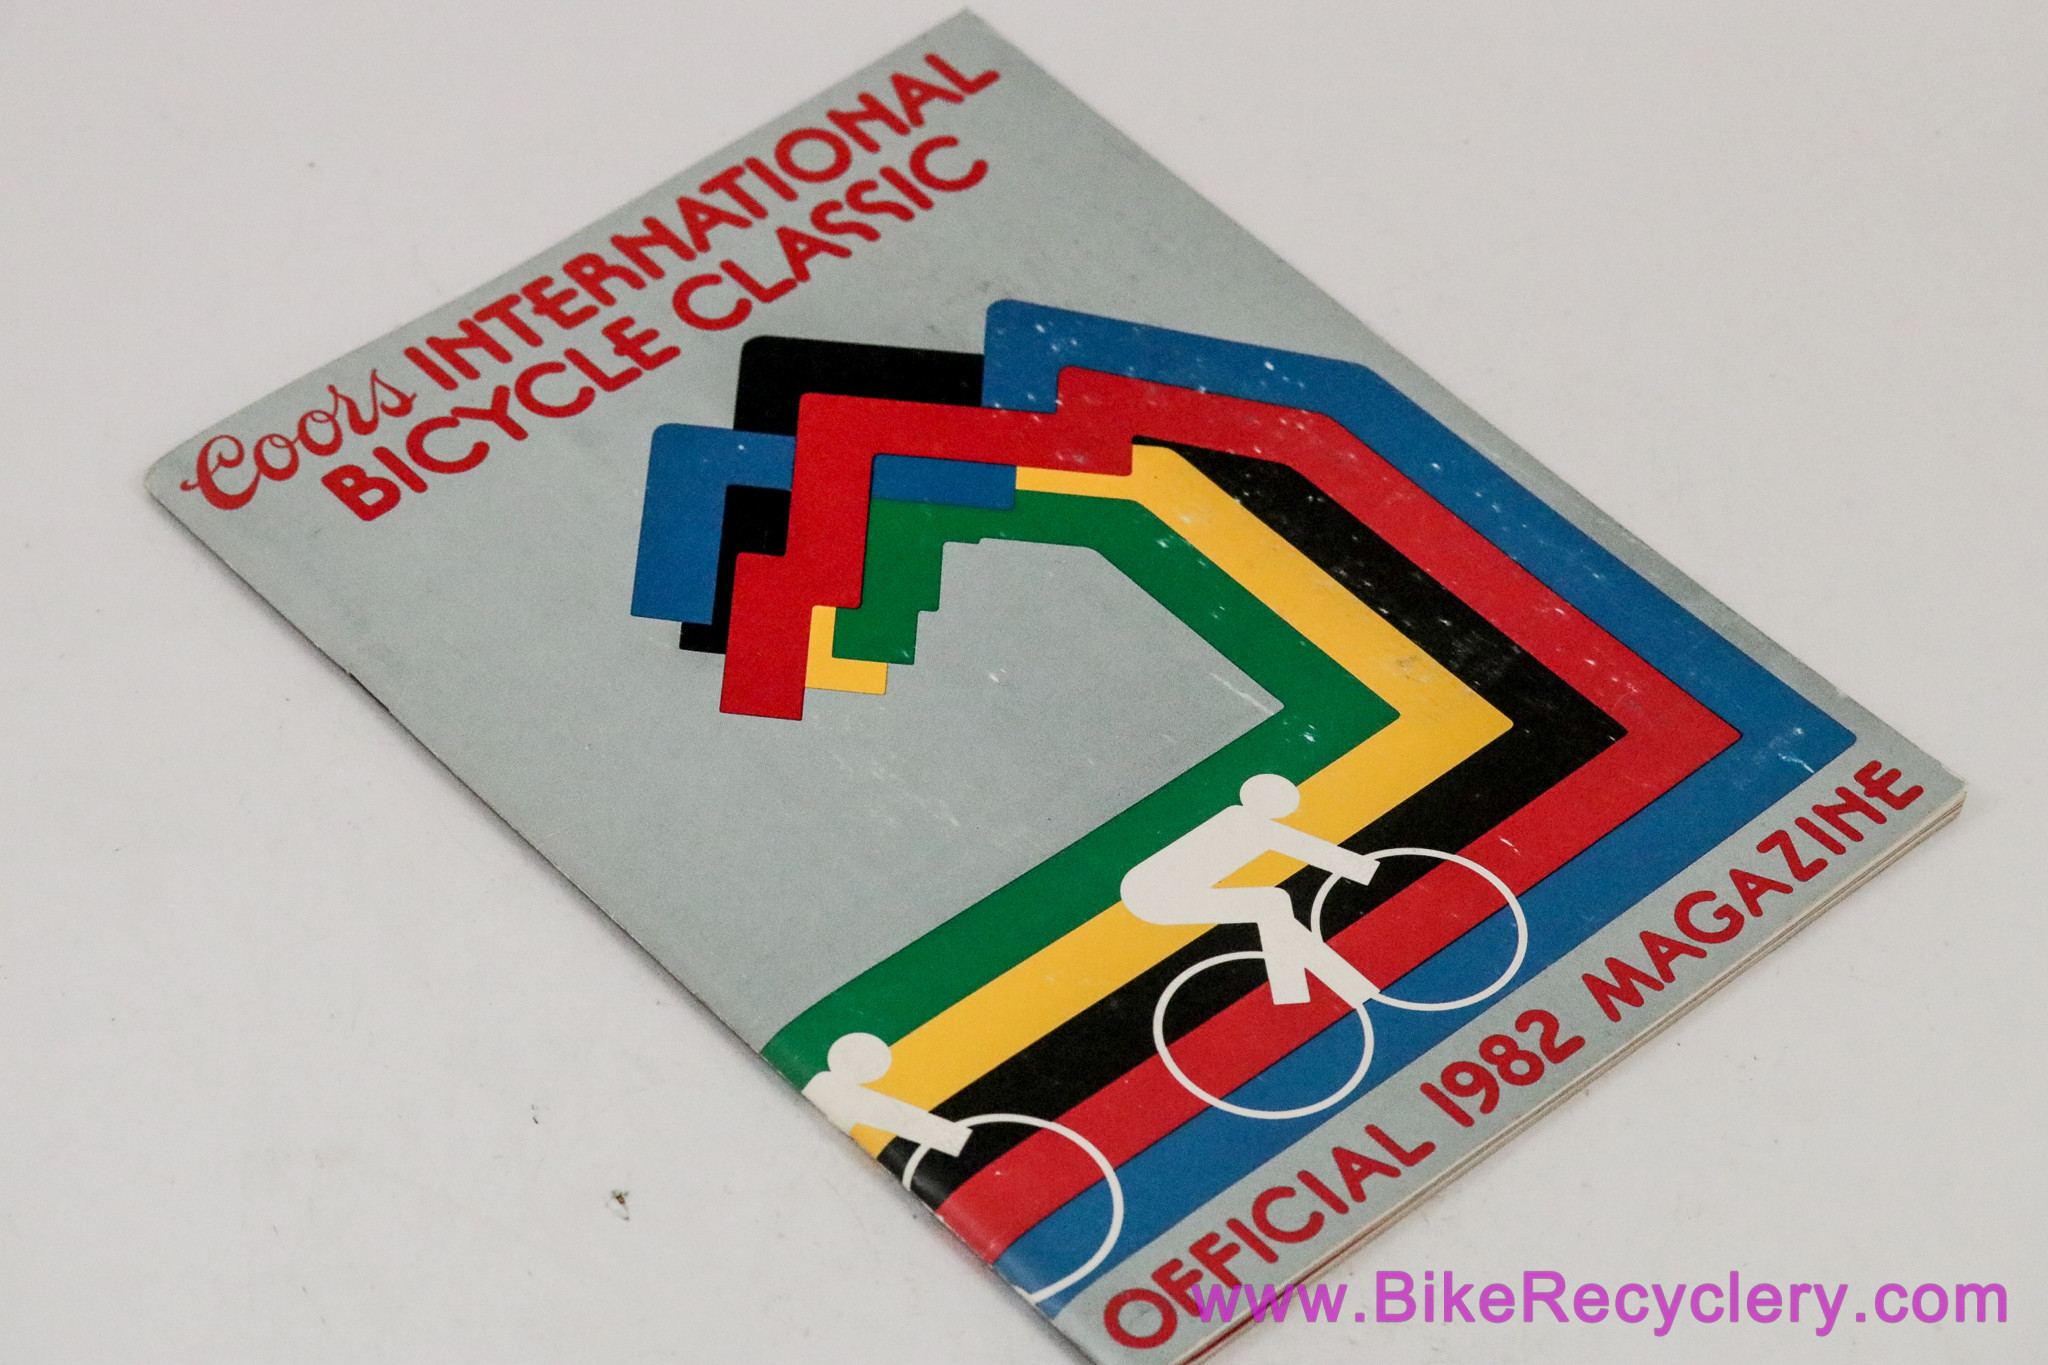 Coors INTERNATIONAL
BICYCLE CLASSIC
OFFICIAL 1982 MAGAZINE
www.BikeRecyclery.com